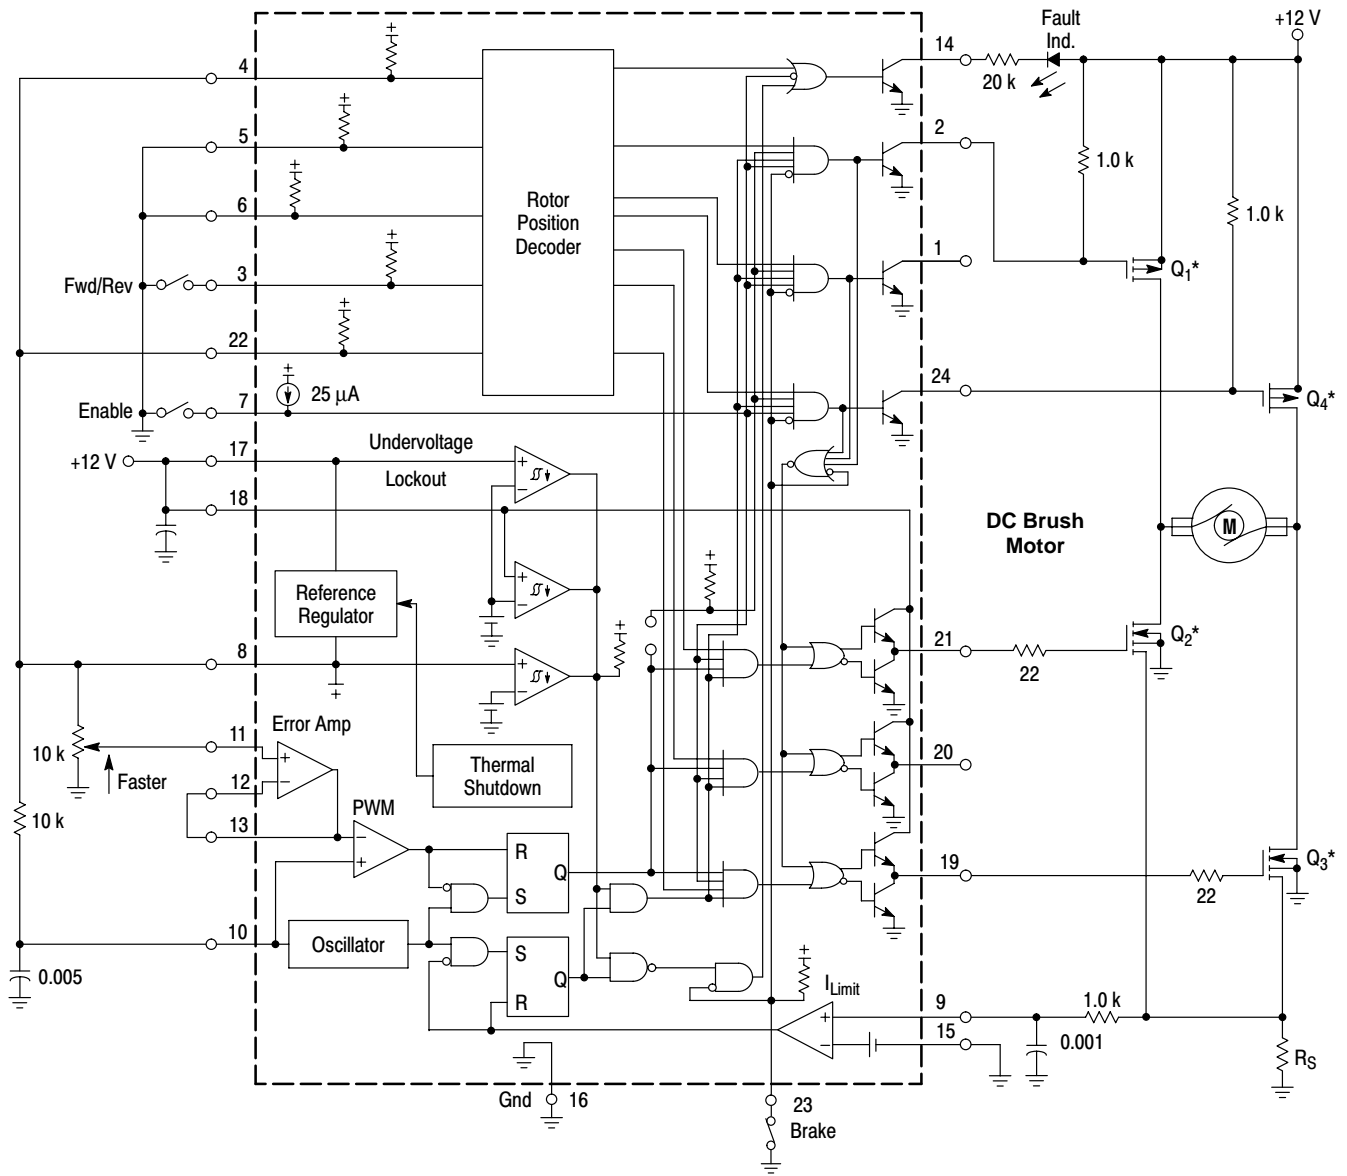 Fault
Ind.
+12 V
4
14
20 k
5
2
1.0 k
6
Rotor
Position
Decoder
1.0 k
Fwd/Rev
3
1
Q1*
22
Enable
7
25 μA
24
Q4*
+12 V
17
Undervoltage
Lockout
18
DC Brush
Motor
M
Reference
Regulator
8
21
22
Q2*
Error Amp
11
10 k
Faster
12
Thermal
Shutdown
20
PWM
13
10 k
R
Q
S
19
22
Q3*
10
Oscillator
S
Q
R
0.005
ILimit
9
1.0 k
15
0.001
RS
Gnd
16
23
Brake